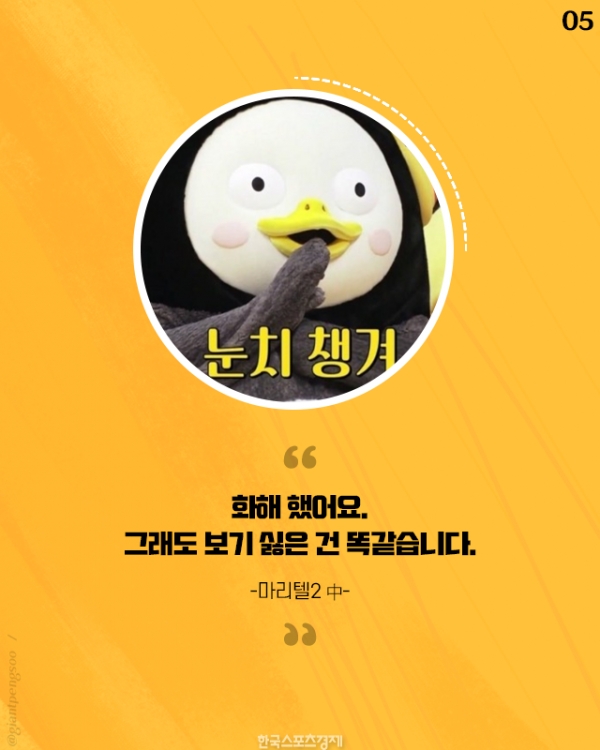 05
눈치 챙겨
“
화해 했어요.
그래도 보기 싫은 건 똑같습니다.
-마리텔2 中-
”
한국스포츠경제